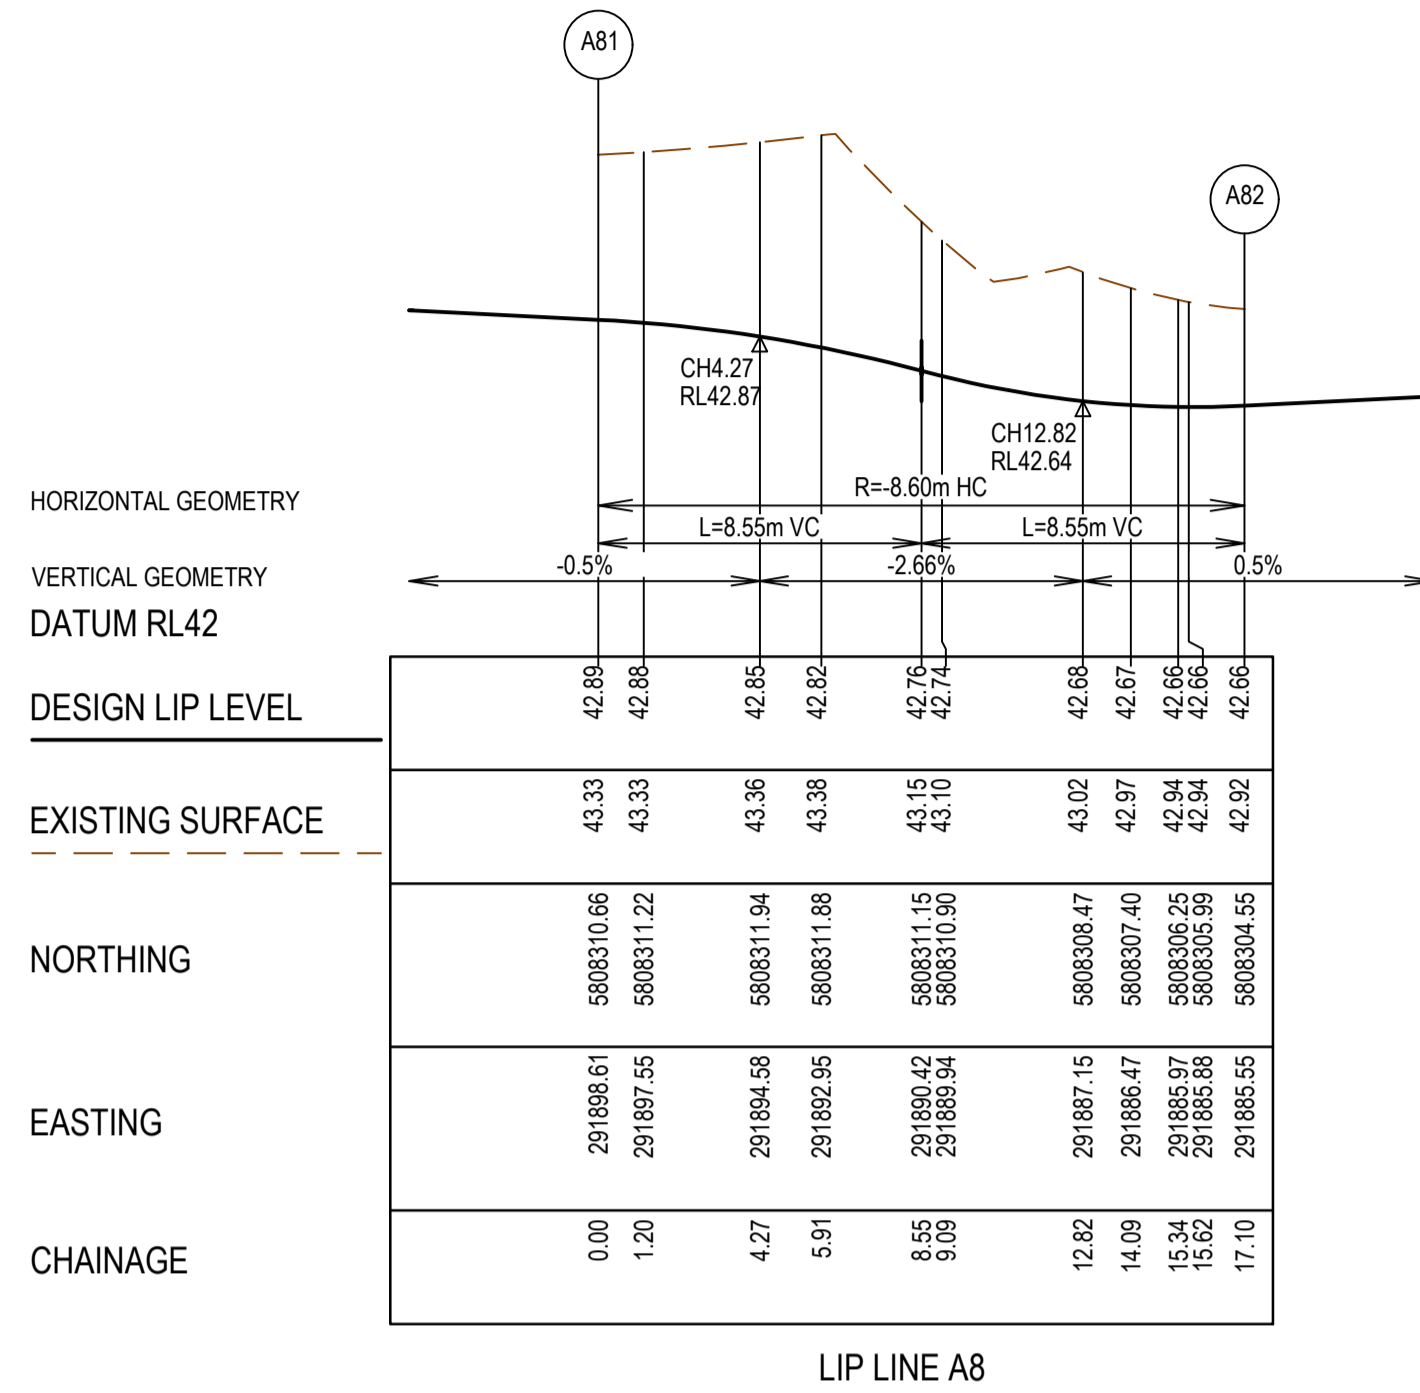 A81
A82
CH4.27
RL42.87
CH12.82
RL42.64
HORIZONTAL GEOMETRY
R=-8.60m HC
L=8.55m VC L=8.55m VC
VERTICAL GEOMETRY
-0.5% -2.66% 0.5%
DATUM RL42
DESIGN LIP LEVEL 42.89 42.88 42.85 42.82 42.76 42.74 42.68 42.67 42.66 42.66 42.66
EXISTING SURFACE 43.33 43.33 43.36 43.38 43.15 43.10 43.02 42.97 42.94 42.94 42.92
NORTHING 5808310.66 5808311.22 5808311.94 5808311.88 5808311.15 5808310.90 5808308.47 5808307.40 5808306.25 5808305.99 5808304.55
EASTING 291898.61 291897.55 291894.58 291892.95 291890.42 291889.94 291887.15 291886.47 291885.97 291885.88 291885.55
CHAINAGE 0.00 1.20 4.27 5.91 8.55 9.09 12.82 14.09 15.34 15.62 17.10
LIP LINE A8